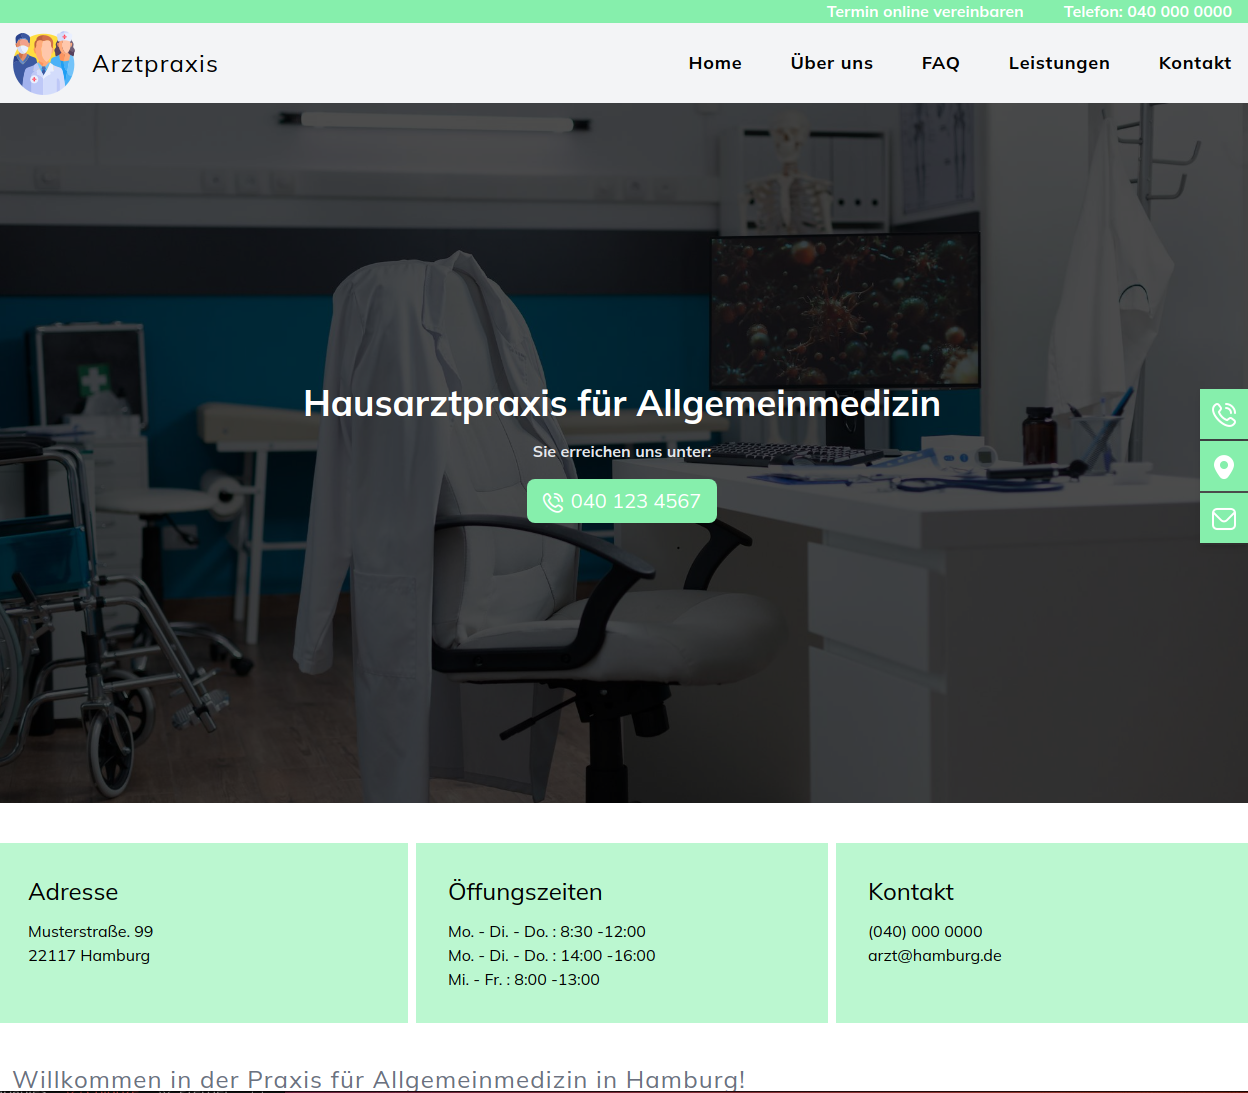 Termin online vereinbaren Telefon: 040 000 0000
Arztpraxis
Home Über uns FAQ Leistungen Kontakt
Hausarztpraxis für Allgemeinmedizin
Sie erreichen uns unter:
040 123 4567
Adresse
Musterstraße. 99
22117 Hamburg
Öffungszeiten
Mo. - Di. - Do. : 8:30 -12:00
Mo. - Di. - Do. : 14:00 -16:00
Mi. - Fr. : 8:00 -13:00
Kontakt
(040) 000 0000
arzt@hamburg.de
Willkommen in der Praxis für Allgemeinmedizin in Hamburg!